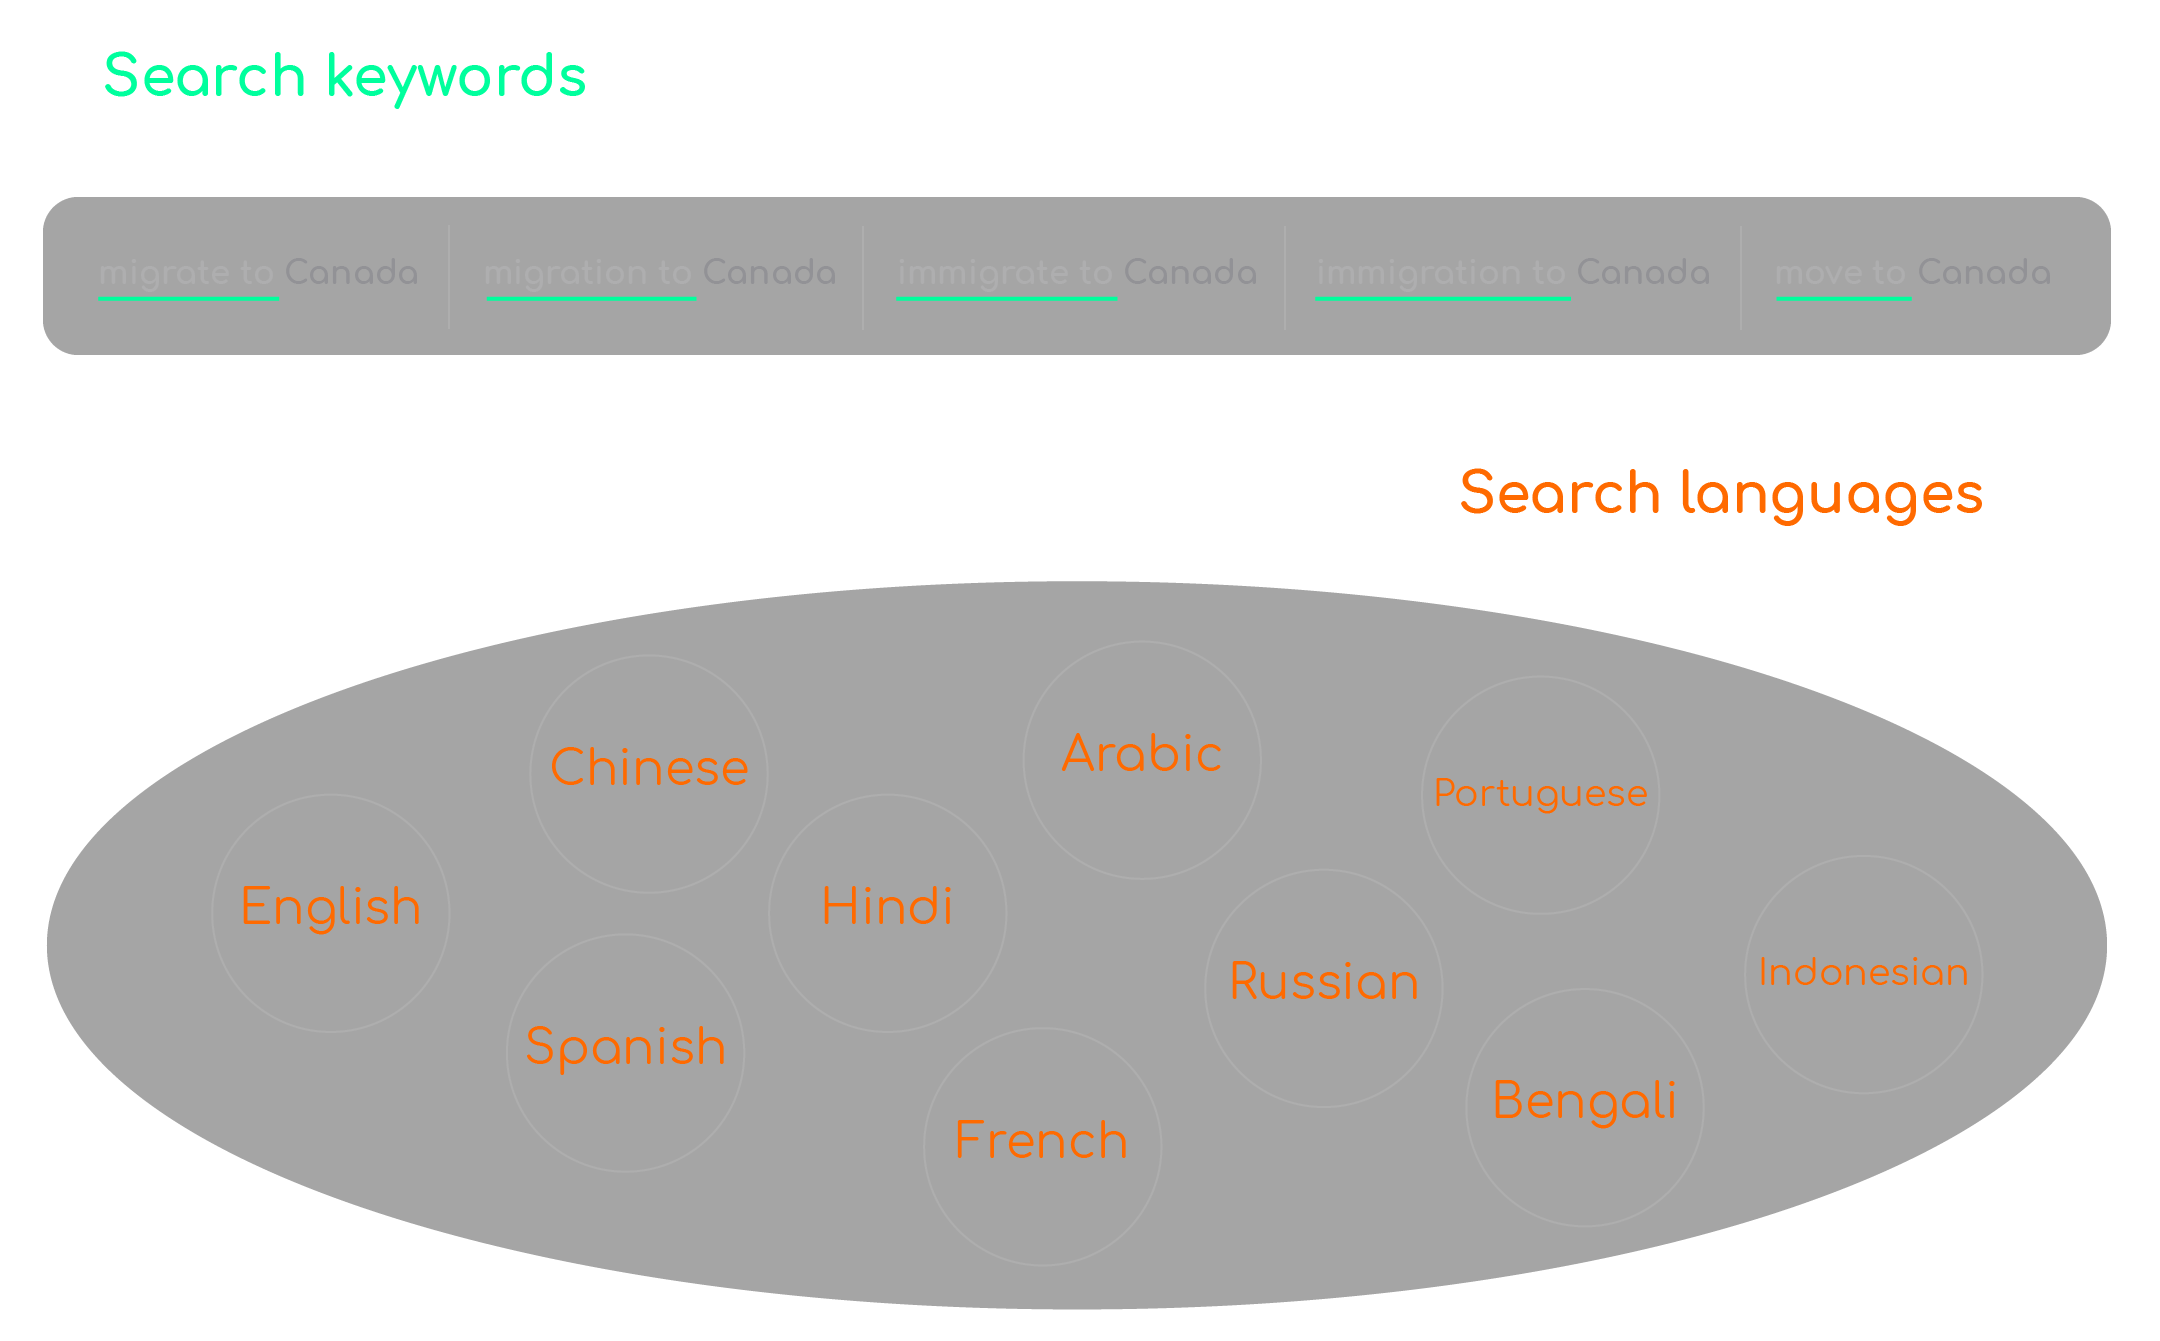 Search keywords
migrate to Canada
migration to Canada
immigrate to Canada
immigration to Canada
move to Canada
Search languages
Chinese
Arabic
Portuguese
English
Hindi
Russian
Indonesian
Spanish
French
Bengali